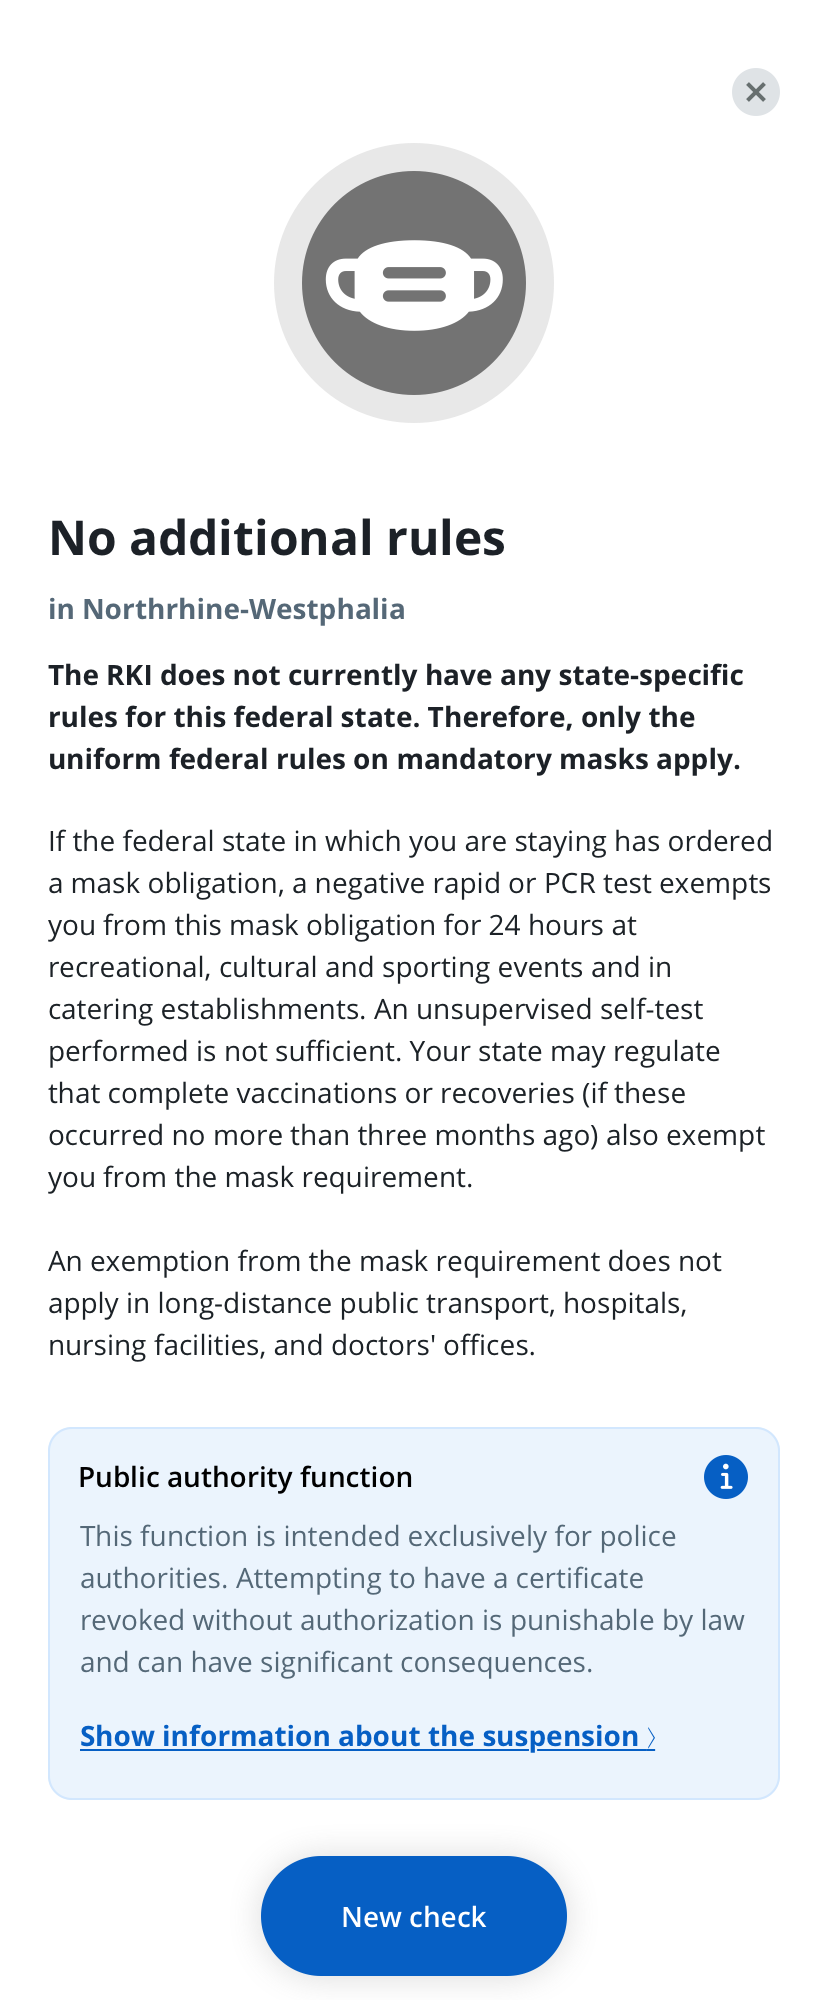 No additional rules
in Northrhine-Westphalia
The RKI does not currently have any state-specific
rules for this federal state. Therefore, only the
uniform federal rules on mandatory masks apply.
If the federal state in which you are staying has ordered
a mask obligation, a negative rapid or PCR test exempts
you from this mask obligation for 24 hours at
recreational, cultural and sporting events and in
catering establishments. An unsupervised self-test
performed is not sufficient. Your state may regulate
that complete vaccinations or recoveries (if these
occurred no more than three months ago) also exempt
you from the mask requirement.
An exemption from the mask requirement does not
apply in long-distance public transport, hospitals,
nursing facilities, and doctors' offices.
Public authority function
This function is intended exclusively for police
authorities. Attempting to have a certificate
revoked without authorization is punishable by law
and can have significant consequences.
Show information about the suspension 〉
New check